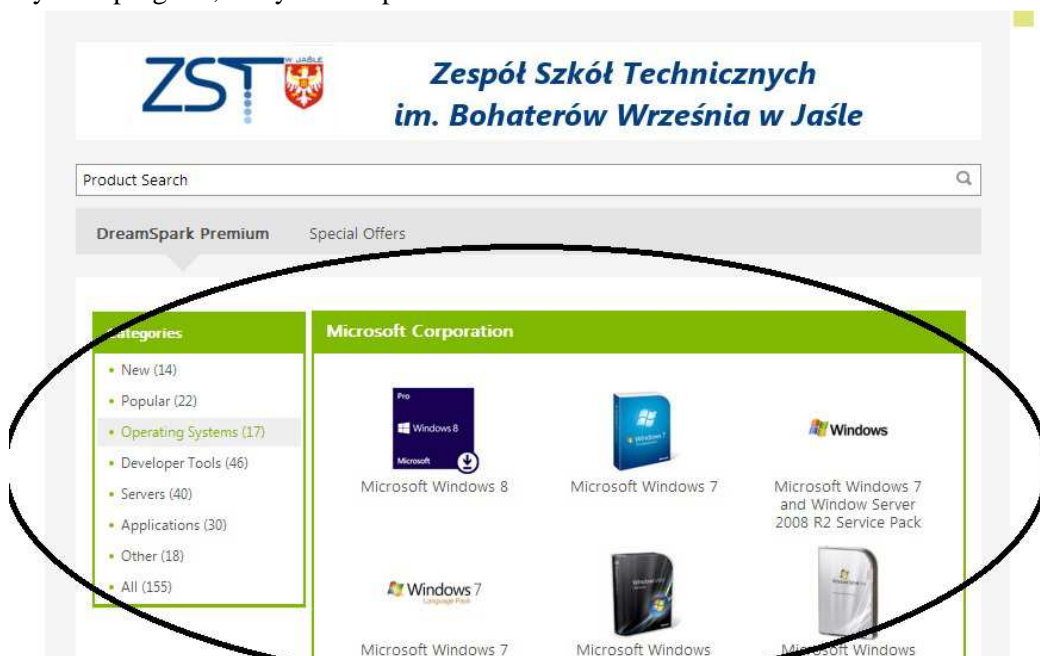 ZST
W JAŚLE
Zespół Szkół Technicznych
im. Bohaterów Września w Jaśle
Product Search
DreamSpark Premium
Special Offers
Categories
New (14)
Popular (22)
Operating Systems (17)
Developer Tools (46)
Servers (40)
Applications (30)
Other (18)
All (155)
Microsoft Corporation
Pro
Windows 8
Microsoft
Microsoft Windows 8
Microsoft Windows 7
Windows
Microsoft Windows 7
and Window Server
2008 R2 Service Pack
Windows 7
Language Pack
Microsoft Windows 7
Microsoft Windows
Microsoft Windows